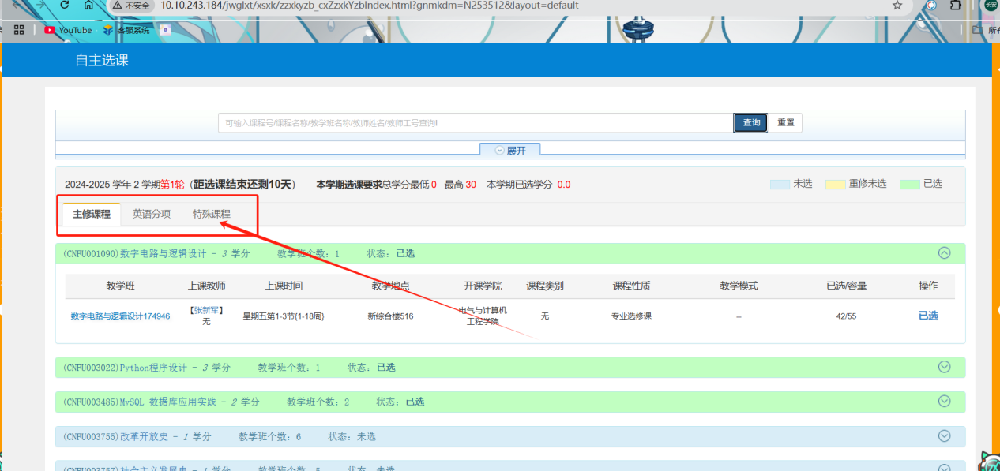 不安全 10.10.243.184/jwglxt/xsxk/zzxkyzb_cxZzxkYzbIndex.html?gnmkdm=N253512&layout=default
YouTube 客服系统 所有
自主选课
可输入课程号/课程名称/教学班名称/教师姓名/教师工号查询! 查询 重置
展开
2024-2025 学年 2 学期第1轮（距选课结束还剩10天） 本学期选课要求总学分最低 0 最高 30 本学期已选学分 0.0 未选 重修未选 已选
主修课程 英语分项 特殊课程
(CNFU001090)数字电路与逻辑设计 - 3 学分 教学班个数：1 状态：已选
教学班 上课教师 上课时间 教学地点 开课学院 课程类别 课程性质 教学模式 已选/容量 操作
数字电路与逻辑设计174946 【张新军】 无 星期五第1-3节{1-18周} 新综合楼516 电气与计算机工程学院 无 专业选修课 -- 42/55 已选
(CNFU003022)Python程序设计 - 3 学分 教学班个数：1 状态：已选
(CNFU003485)MySQL 数据库应用实践 - 2 学分 教学班个数：2 状态：已选
(CNFU003755)改革开放史 - 1 学分 教学班个数：6 状态：未选
(CNFU003757)社会主义发展史 - 1 学分 教学班个数：5 状态：未选